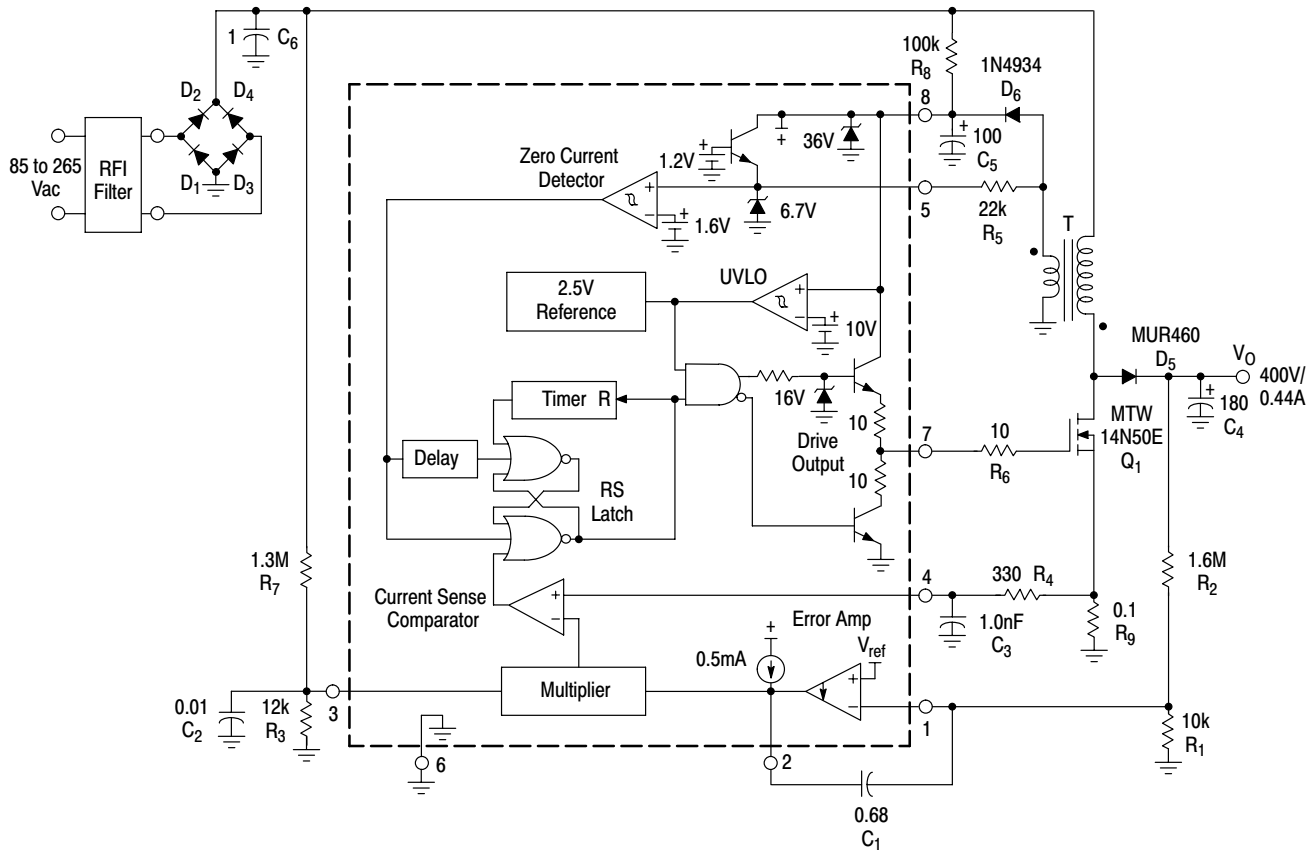 1
C6
100k
R8
1N4934
D6
D2
D4
D1
D3
85 to 265
Vac
RFI
Filter
8
+
36V
1.2V
+
+
100
C5
Zero Current
Detector
+
−
+
1.6V
6.7V
5
22k
R5
T
UVLO
2.5V
Reference
+
−
+
10V
MUR460
D5
VO
400V/
0.44A
+
180
C4
Timer R
16V
10
Drive
Output
10
7
10
R6
MTW
14N50E
Q1
Delay
RS
Latch
1.3M
R7
Current Sense
Comparator
+
−
4
330
R4
1.0nF
C3
0.1
R9
1.6M
R2
Error Amp
+
0.5mA
Vref
+
−
Multiplier
1
0.01
C2
12k
R3
3
6
2
10k
R1
0.68
C1